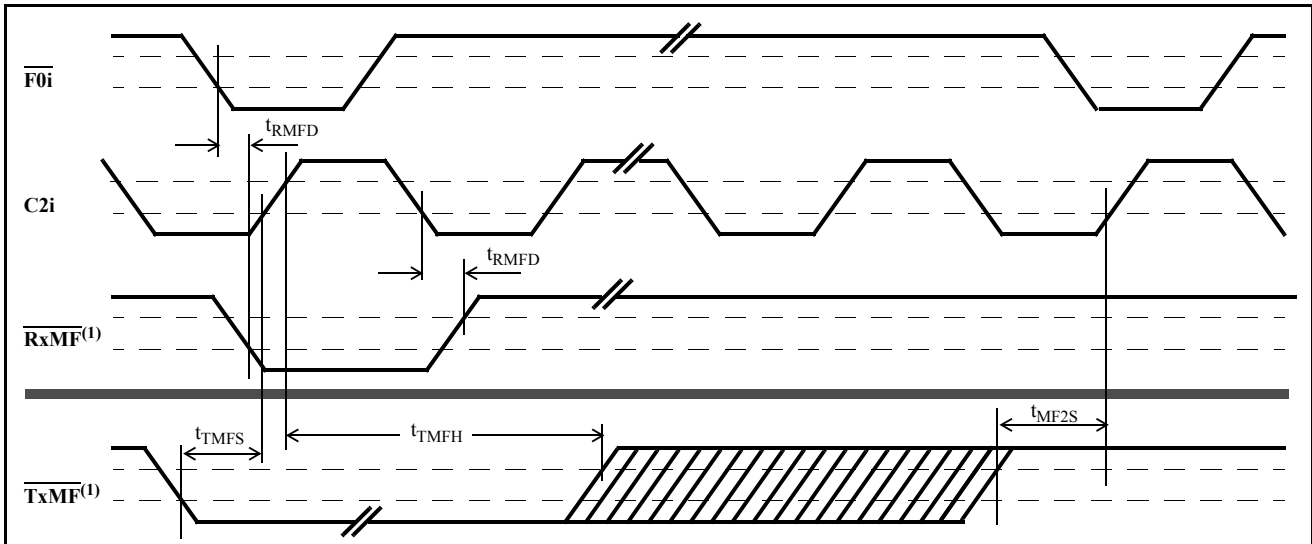 F0i
tRMFD
C2i
tRMFD
RxMF(1)
tMF2S
tTMFS
tTMFH
TxMF(1)